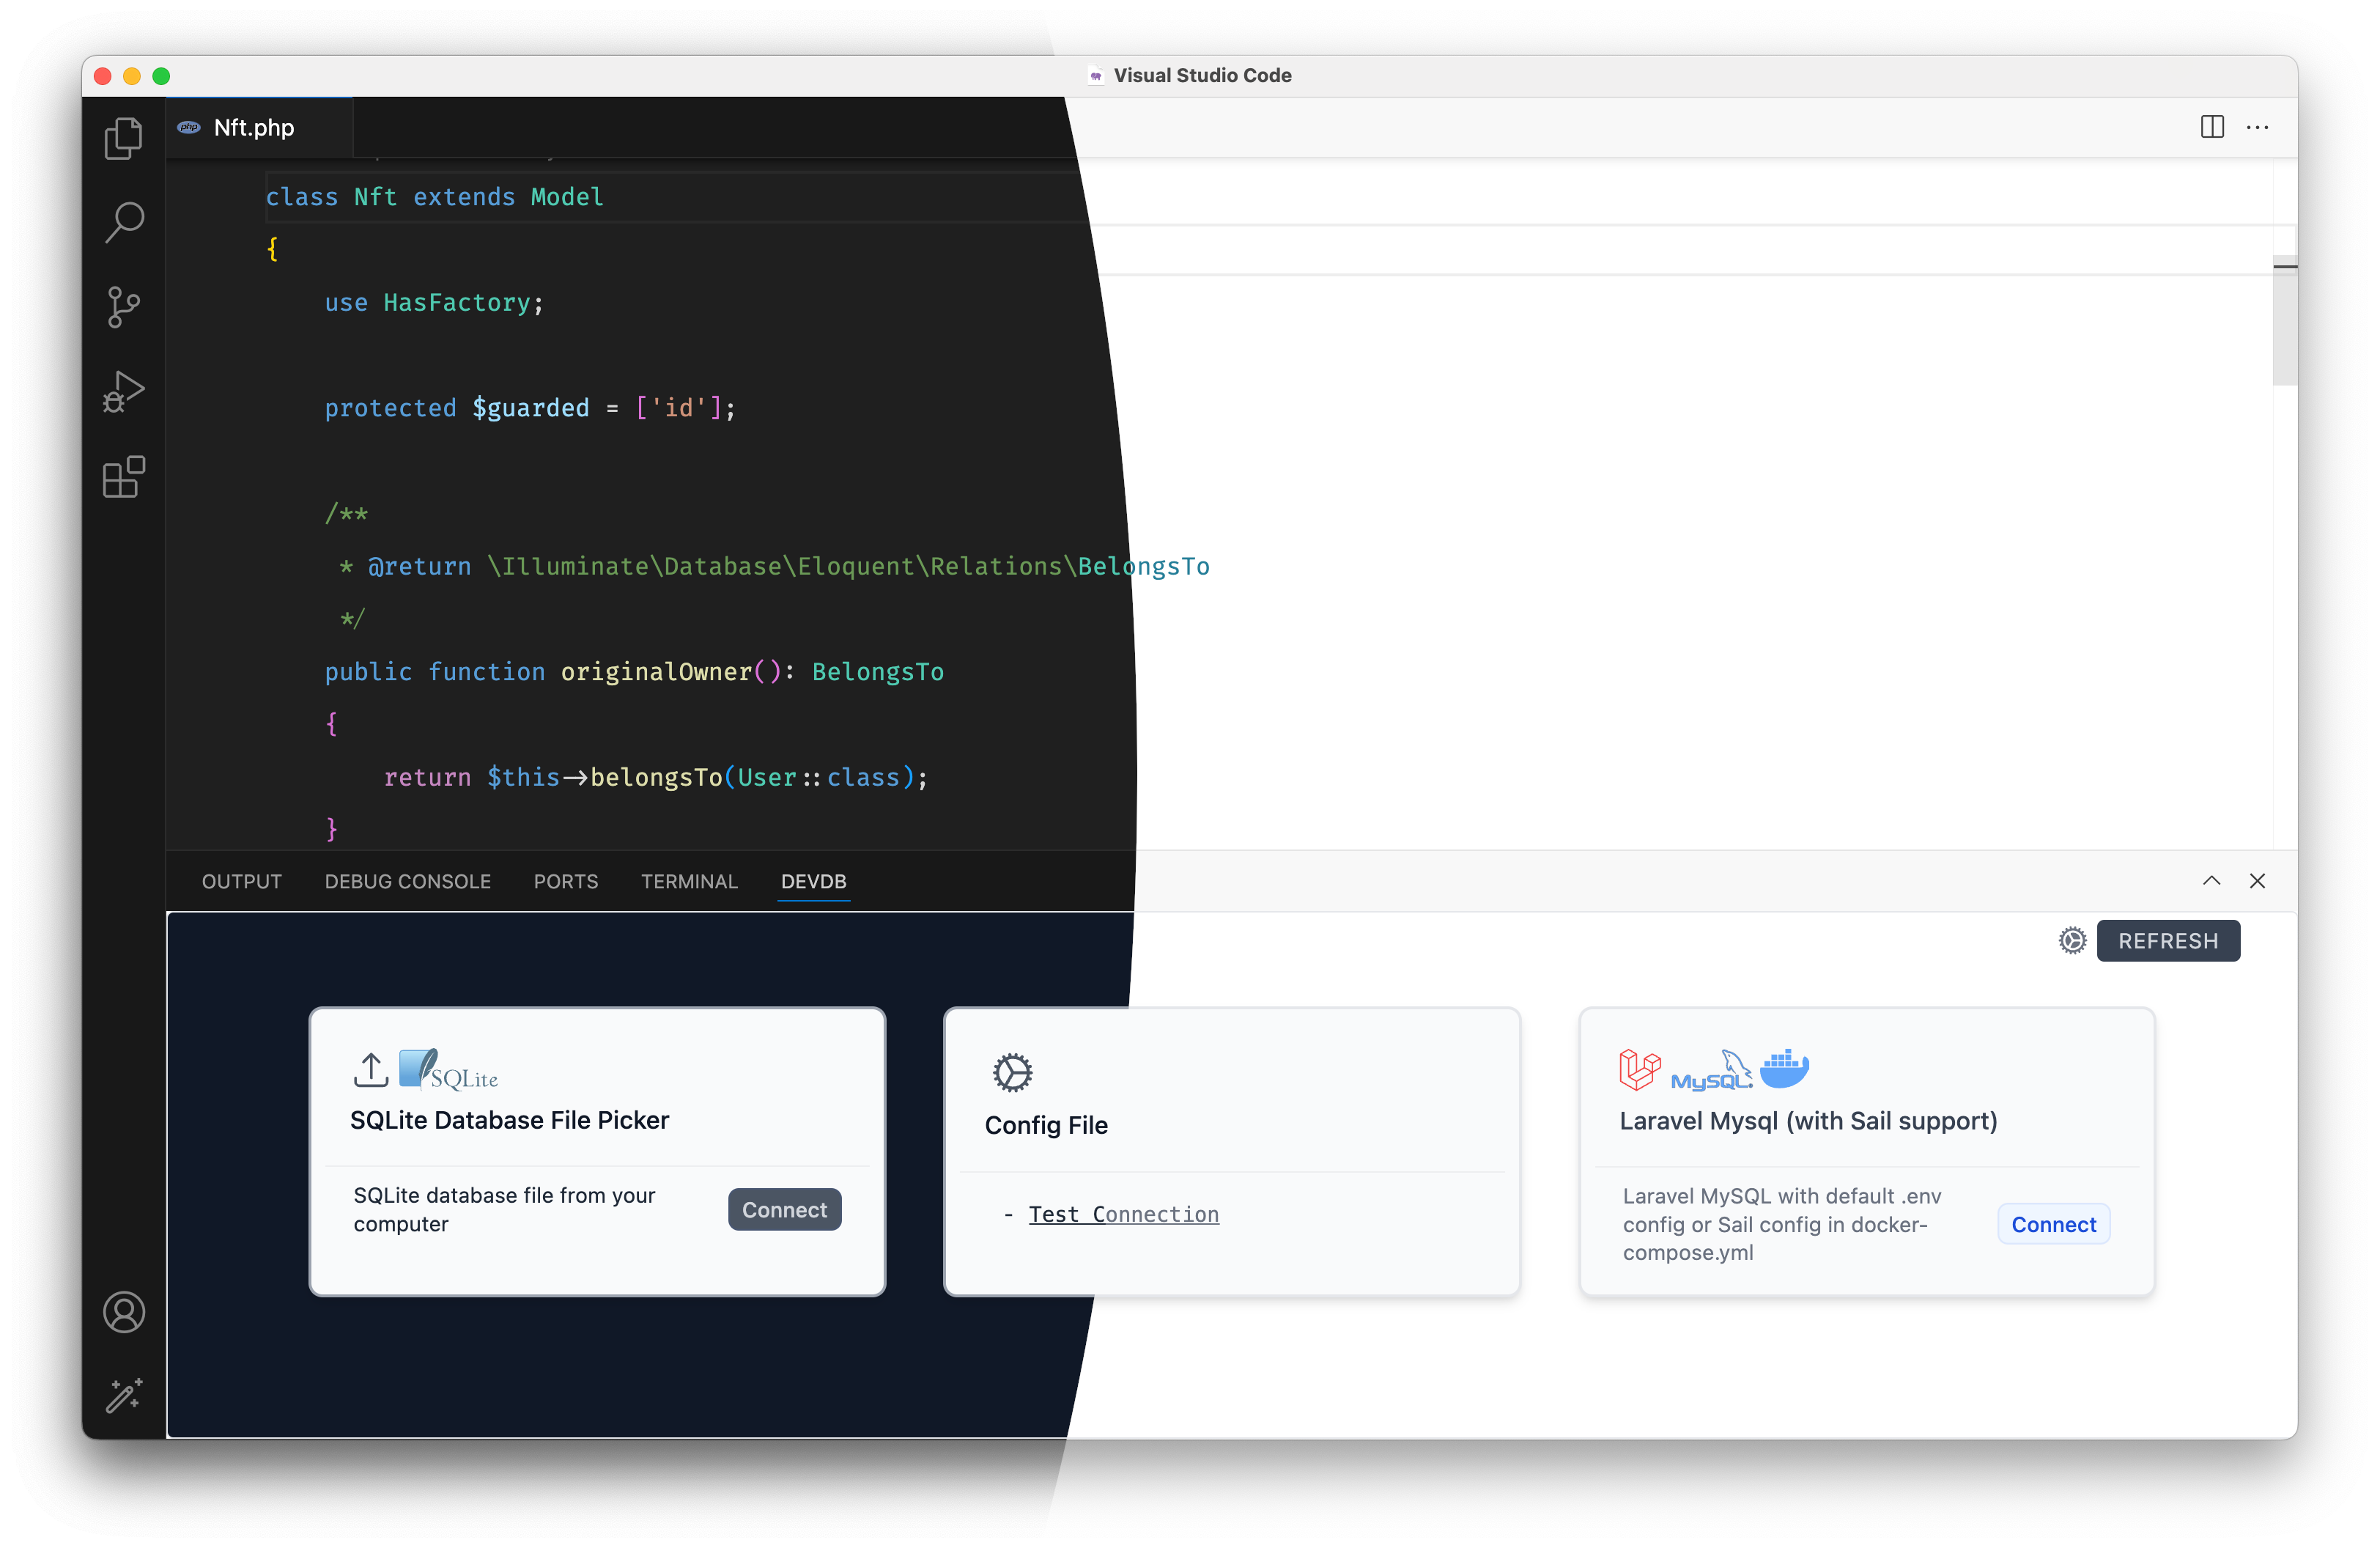 Visual Studio Code
php Nft.php
class Nft extends Model
{
use HasFactory;
protected $guarded = ['id'];
/**
* @return \Illuminate\Database\Eloquent\Relations\BelongsTo
*/
public function originalOwner(): BelongsTo
{
return $this->belongsTo(User::class);
}
OUTPUT DEBUG CONSOLE PORTS TERMINAL DEVDB
REFRESH
SQLite
SQLite Database File Picker
SQLite database file from your
computer
Connect
Config File
- Test Connection
MySQL
Laravel Mysql (with Sail support)
Laravel MySQL with default .env
config or Sail config in docker-
compose.yml
Connect